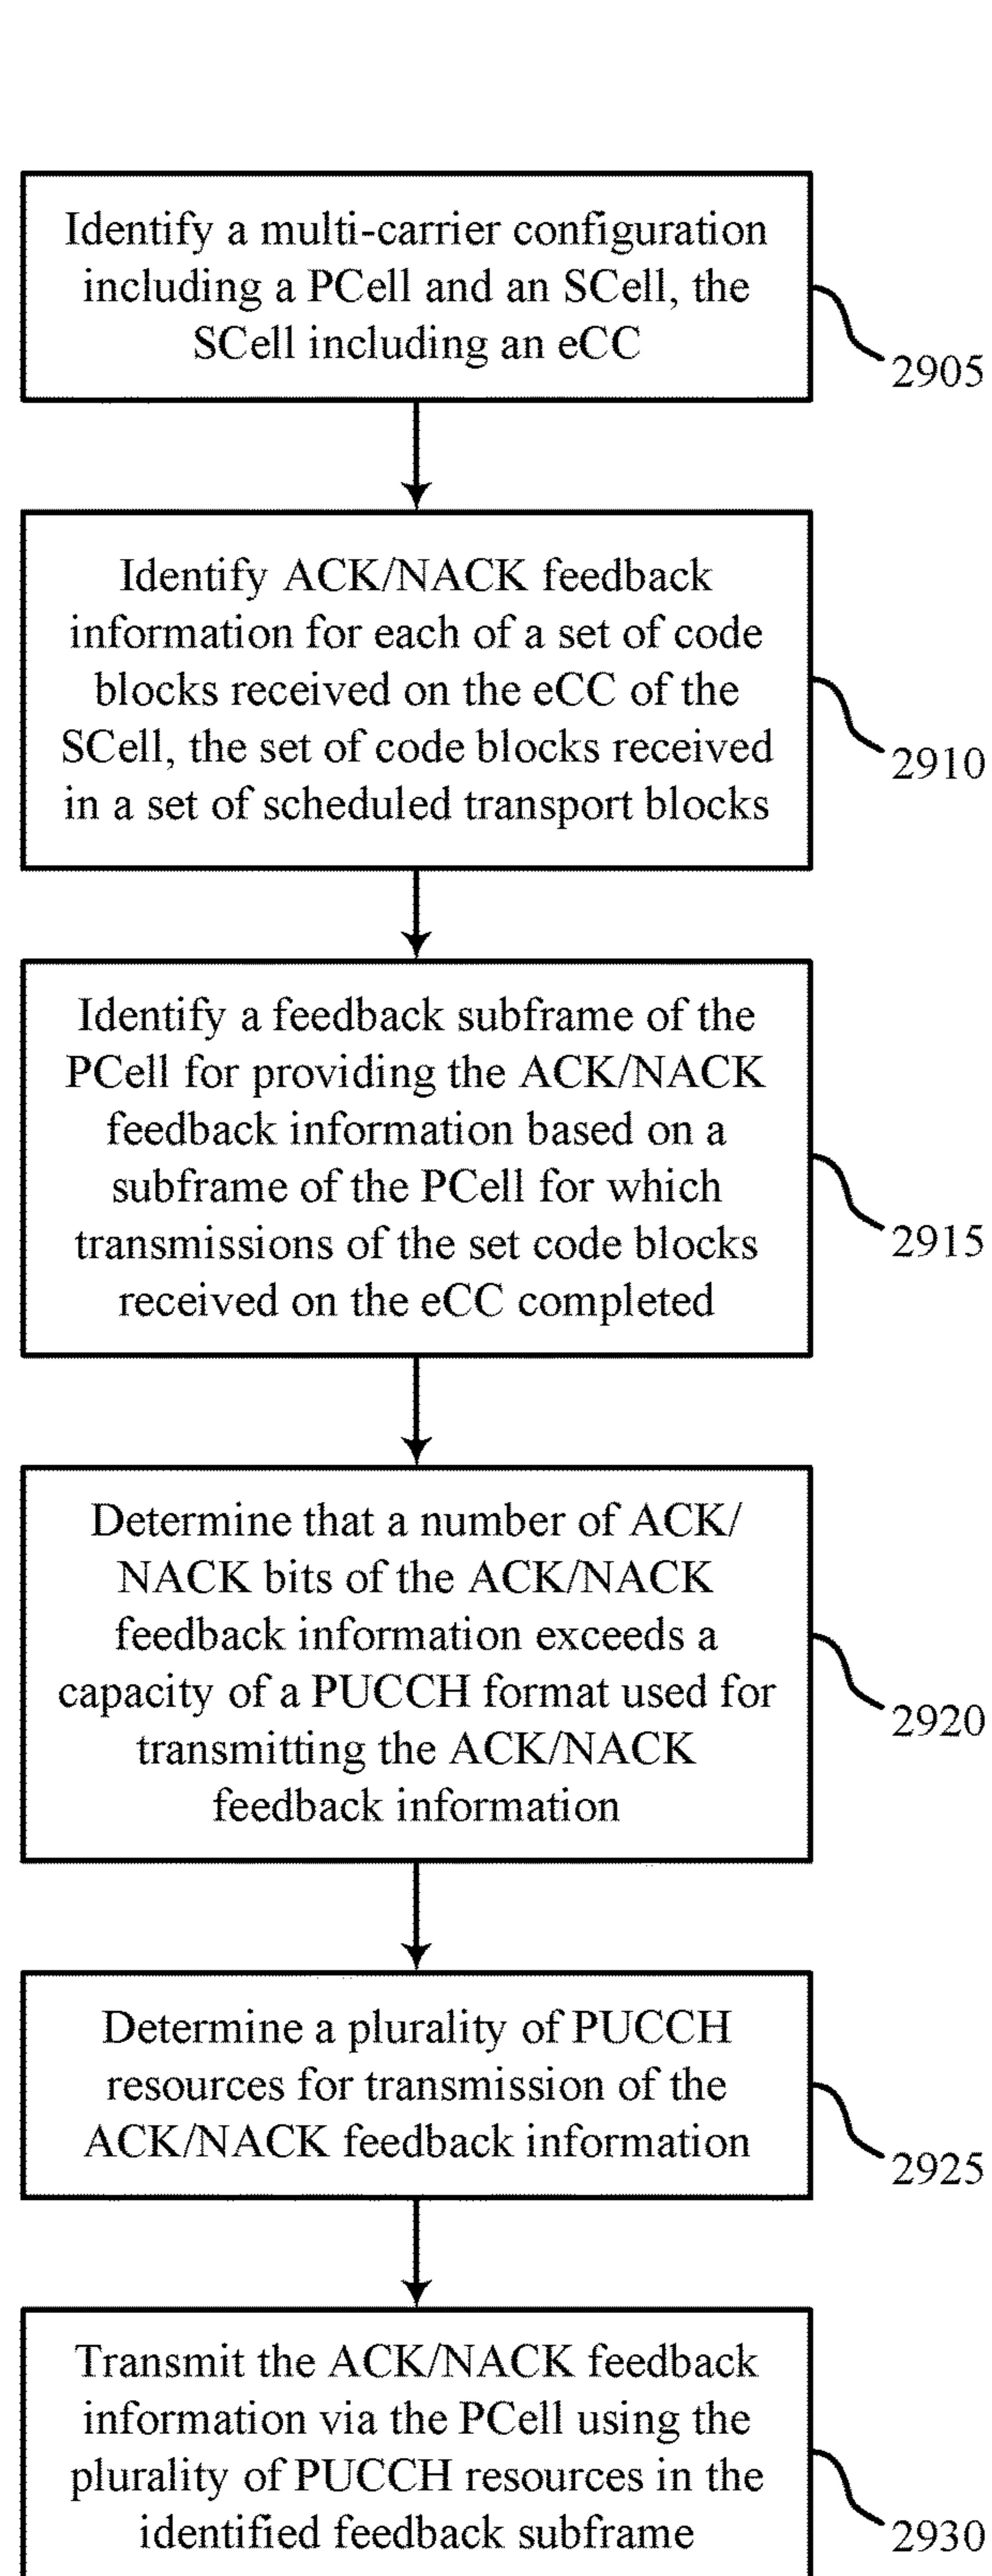 Identify a multi-carrier configuration
including a PCell and an SCell, the
SCell including an eCC
2905
Identify ACK/NACK feedback
information for each of a set of code
blocks received on the eCC of the
SCell, the set of code blocks received
in a set of scheduled transport blocks
2910
Identify a feedback subframe of the
PCell for providing the ACK/NACK
feedback information based on a
subframe of the PCell for which
transmissions of the set code blocks
received on the eCC completed
2915
Determine that a number of ACK/
NACK bits of the ACK/NACK
feedback information exceeds a
capacity of a PUCCH format used for
transmitting the ACK/NACK
feedback information
2920
Determine a plurality of PUCCH
resources for transmission of the
ACK/NACK feedback information
2925
Transmit the ACK/NACK feedback
information via the PCell using the
plurality of PUCCH resources in the
identified feedback subframe
2930